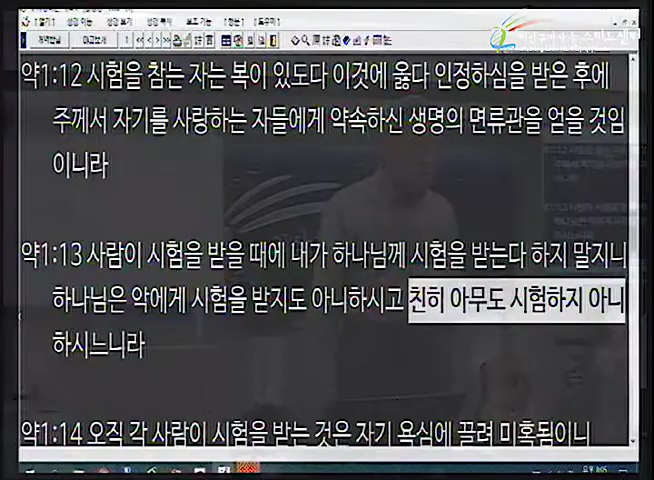 약1:12 시험을 참는 자는 복이 있도다 이것에 옳다 인정하심을 받은 후에
주께서 자기를 사랑하는 자들에게 약속하신 생명의 면류관을 얻을 것임
이니라
약1:13 사람이 시험을 받을 때에 내가 하나님께 시험을 받는다 하지 말지니
하나님은 악에게 시험을 받지도 아니하시고 친히 아무도 시험하지 아니
하시느니라
약1:14 오직 각 사람이 시험을 받는 것은 자기 욕심에 끌려 미혹됨이니